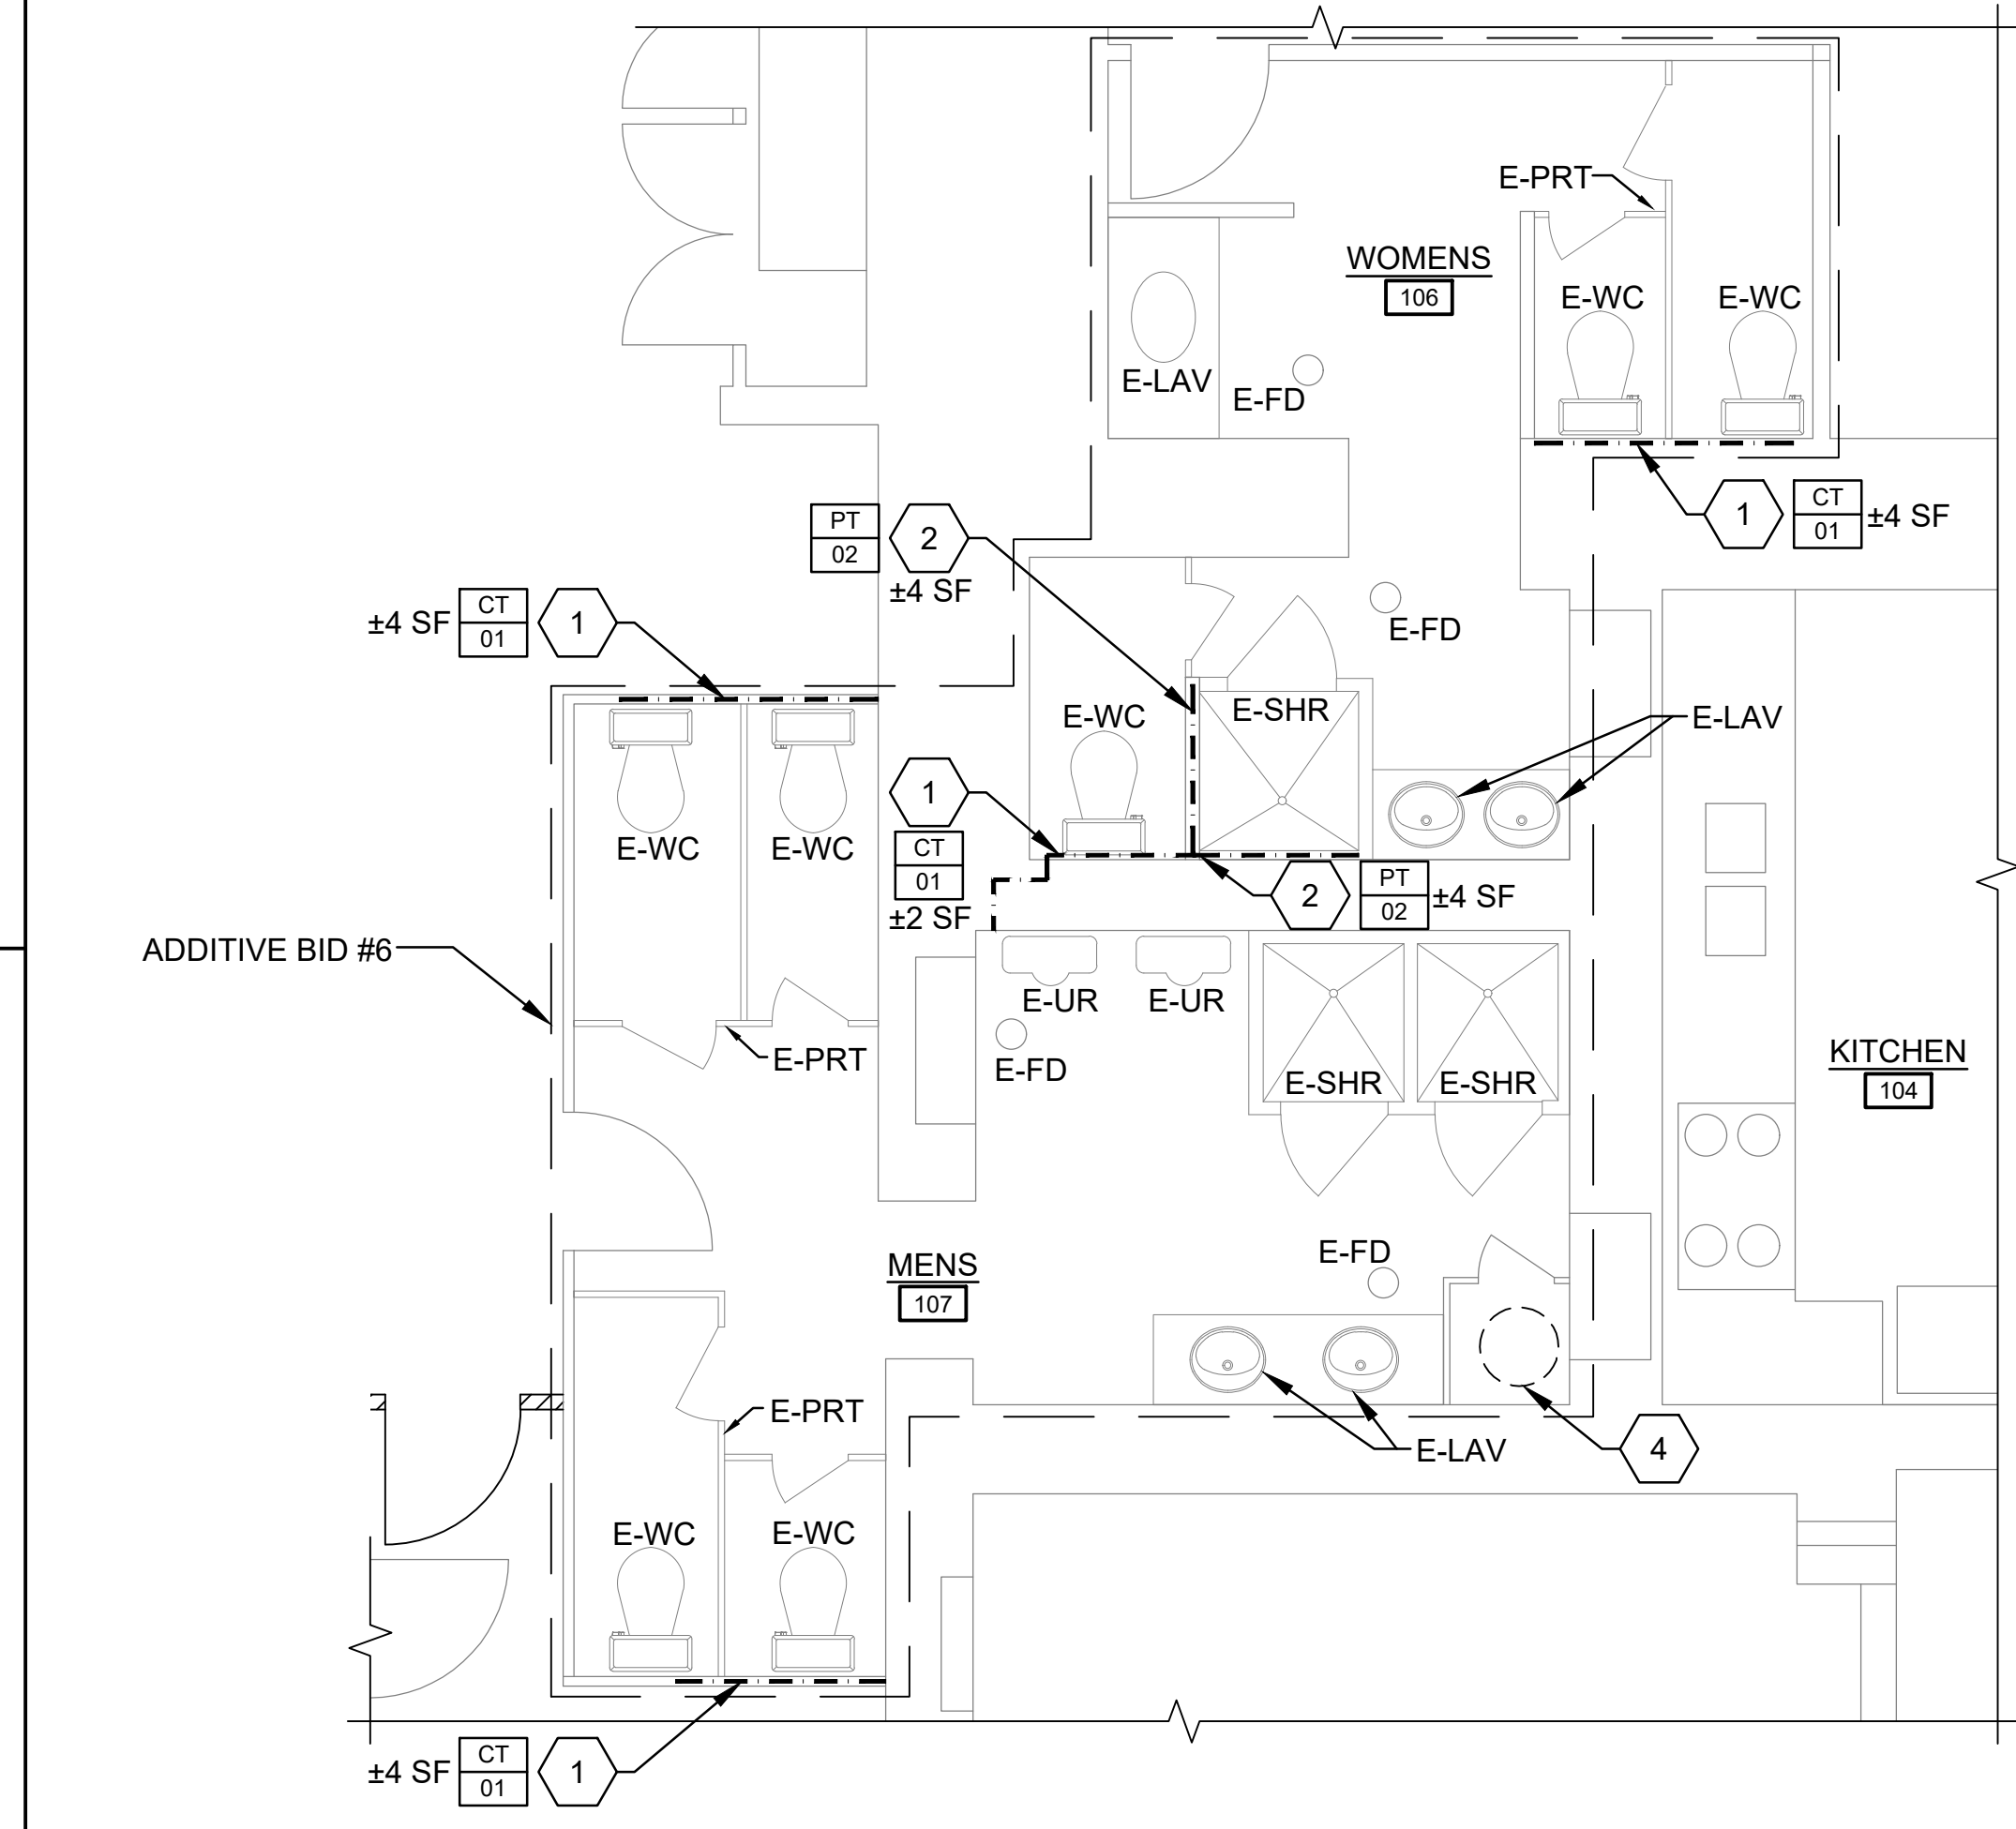 E-PRT
WOMENS
106
E-WC
E-WC
E-LAV
E-FD
1
CT
01
±4 SF
PT
02
2
±4 SF
±4 SF
CT
01
1
E-FD
E-WC
E-SHR
E-LAV
1
CT
01
±2 SF
E-WC
E-WC
2
PT
02
±4 SF
ADDITIVE BID #6
E-UR
E-UR
E-PRT
E-FD
E-SHR
E-SHR
KITCHEN
104
MENS
107
E-FD
E-PRT
E-LAV
4
E-WC
E-WC
±4 SF
CT
01
1